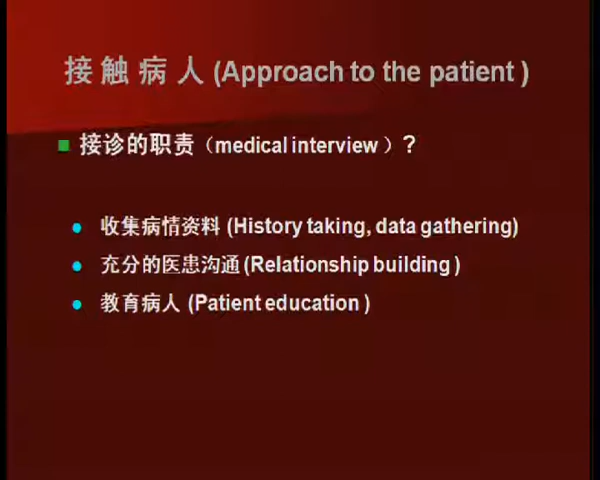 接触病人 (Approach to the patient )
接诊的职责（medical interview ）?
收集病情资料 (History taking, data gathering)
充分的医患沟通 (Relationship building )
教育病人 (Patient education )